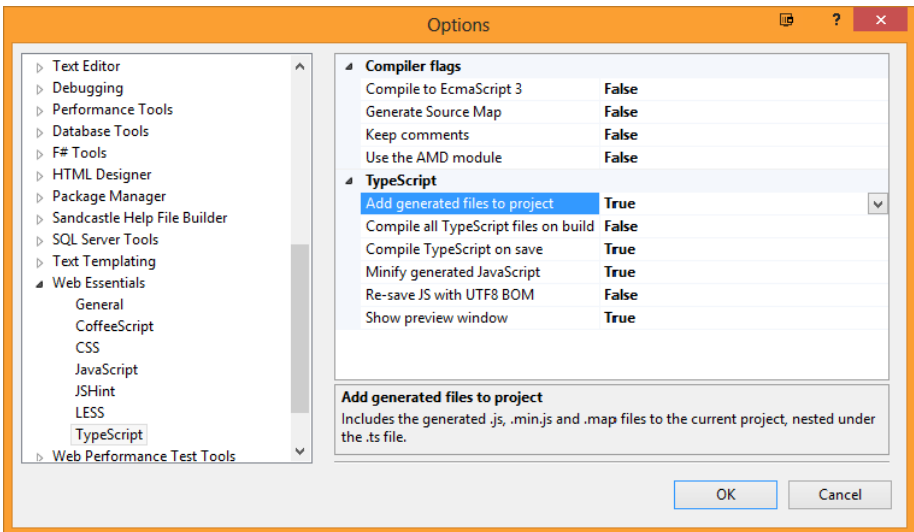 Options
?
Text Editor
Debugging
Performance Tools
Database Tools
F# Tools
HTML Designer
Package Manager
Sandcastle Help File Builder
SQL Server Tools
Text Templating
Web Essentials
General
CoffeeScript
CSS
JavaScript
JSHint
LESS
TypeScript
Web Performance Test Tools
Compiler flags
Compile to EcmaScript 3 False
Generate Source Map False
Keep comments False
Use the AMD module False
TypeScript
Add generated files to project True
Compile all TypeScript files on build False
Compile TypeScript on save True
Minify generated JavaScript True
Re-save JS with UTF8 BOM False
Show preview window True
Add generated files to project
Includes the generated .js, .min.js and .map files to the current project, nested under
the .ts file.
OK Cancel